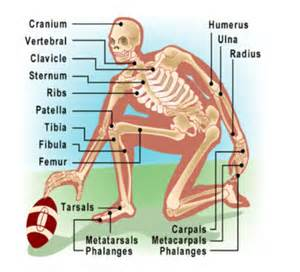 Cranium
Vertebral
Clavicle
Sternum
Ribs
Patella
Tibia
Fibula
Femur
Humerus
Ulna
Radius
Tarsals
Metatarsals
Phalanges
Carpals
Metacarpals
Phalanges